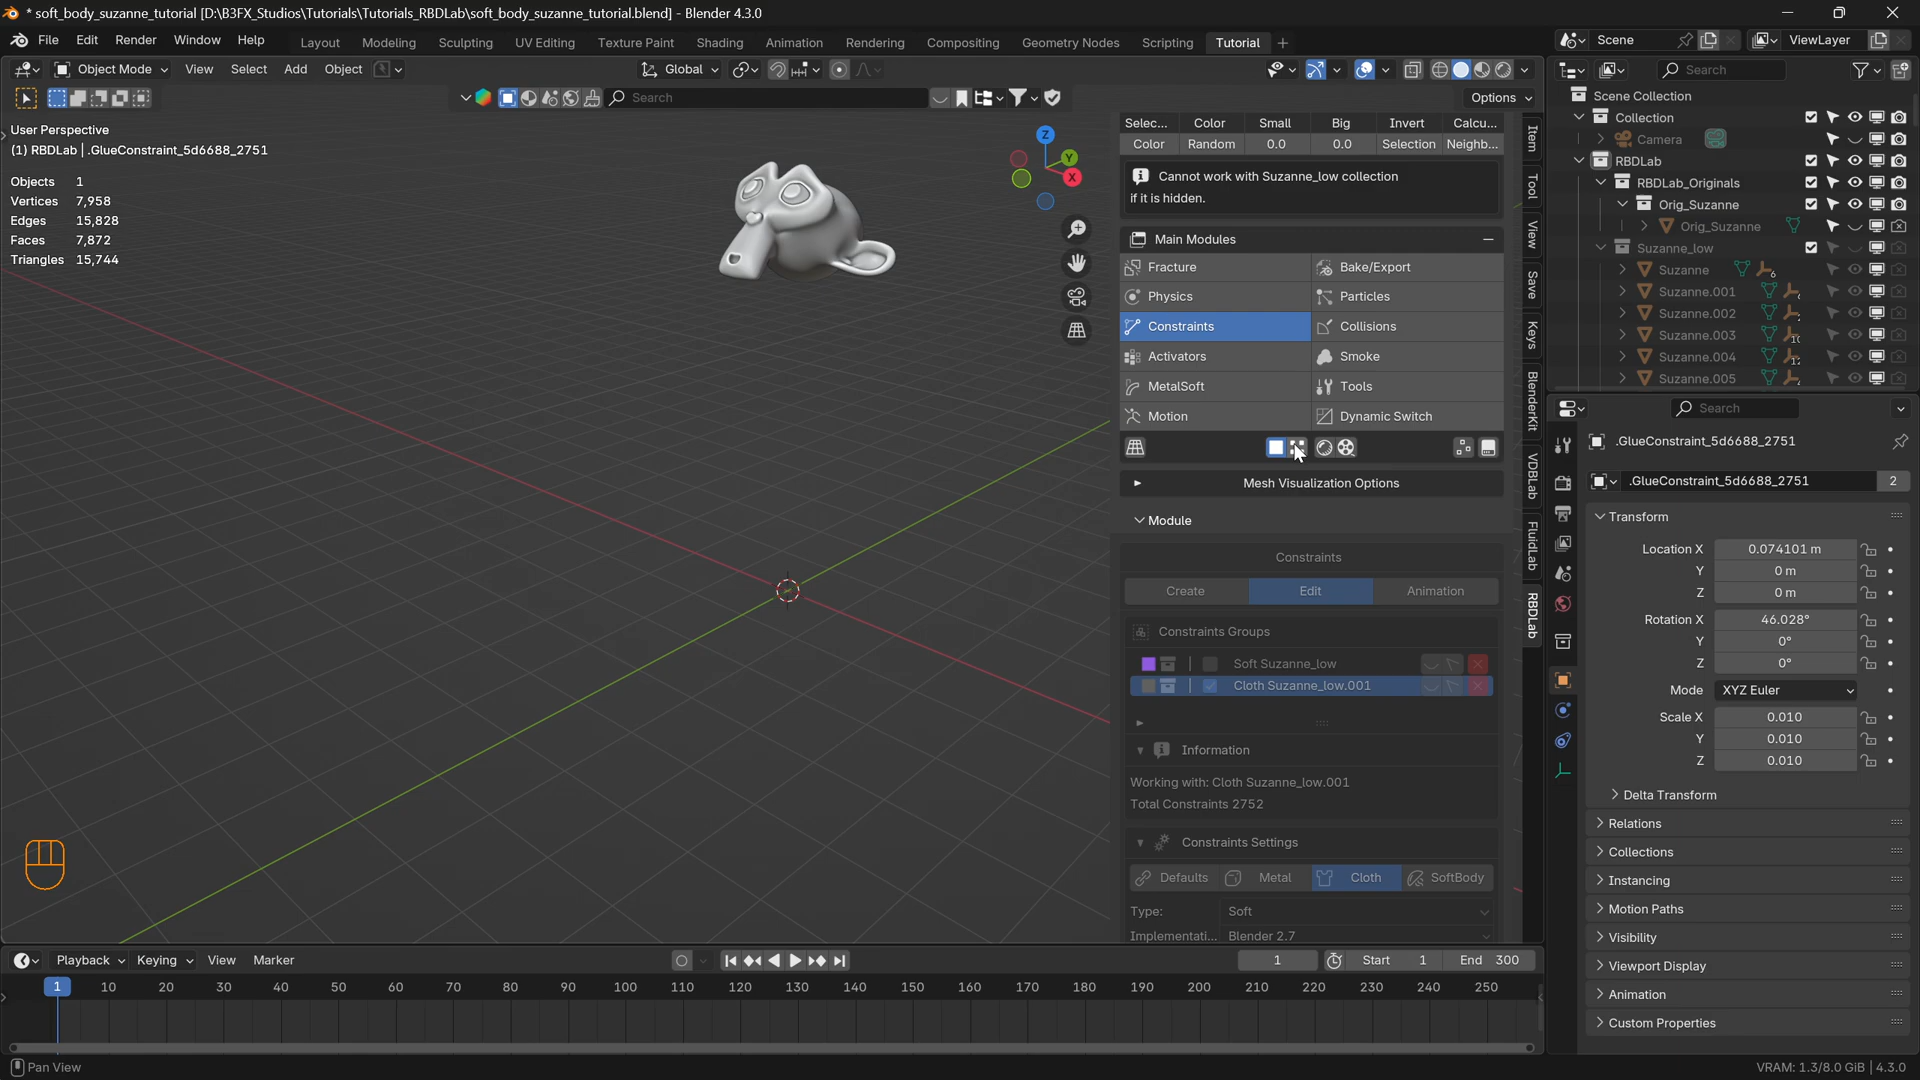 * soft_body_suzanne_tutorial [D:\B3FX_Studios\Tutorials\Tutorials_RBDLab\soft_body_suzanne_tutorial.blend] - Blender 4.3.0
File Edit Render Window Help Layout Modeling Sculpting UV Editing Texture Paint Shading Animation Rendering Compositing Geometry Nodes Scripting Tutorial Scene ViewLayer
Object Mode View Select Add Object Global Search
Search Options
User Perspective
(1) RBDLab | .GlueConstraint_5d6688_2751
Objects 1
Vertices 7,958
Edges 15,828
Faces 7,872
Triangles 15,744
Z
Y
X
Selec... Color Small Big Invert Calcu...
Color Random 0.0 0.0 Selection Neighb...
Cannot work with Suzanne_low collection
if it is hidden.
Main Modules
Fracture Bake/Export
Physics Particles
Constraints Collisions
Activators Smoke
MetalSoft Tools
Motion Dynamic Switch
Mesh Visualization Options
Module
Constraints
Create Edit Animation
Constraints Groups
Soft Suzanne_low
Cloth Suzanne_low.001
Information
Working with: Cloth Suzanne_low.001
Total Constraints 2752
Constraints Settings
Defaults Metal Cloth SoftBody
Type: Soft
Implementati... Blender 2.7
Item
Tool
View
Save
Keys
BlenderKit
VDBLab
FluidLab
RBDLab
Scene Collection
Collection
Camera
RBDLab
RBDLab_Originals
Orig_Suzanne
Orig_Suzanne
Suzanne_low
Suzanne 6
Suzanne.001
Suzanne.002
Suzanne.003 10
Suzanne.004 12
Suzanne.005
Search
.GlueConstraint_5d6688_2751
.GlueConstraint_5d6688_2751 2
Transform
Location X 0.074101 m
Y 0 m
Z 0 m
Rotation X 46.028°
Y 0°
Z 0°
Mode XYZ Euler
Scale X 0.010
Y 0.010
Z 0.010
Delta Transform
Relations
Collections
Instancing
Motion Paths
Visibility
Viewport Display
Animation
Custom Properties
Playback Keying View Marker 1 Start 1 End 300
1 10 20 30 40 50 60 70 80 90 100 110 120 130 140 150 160 170 180 190 200 210 220 230 240 250
Pan View
VRAM: 1.3/8.0 GiB | 4.3.0